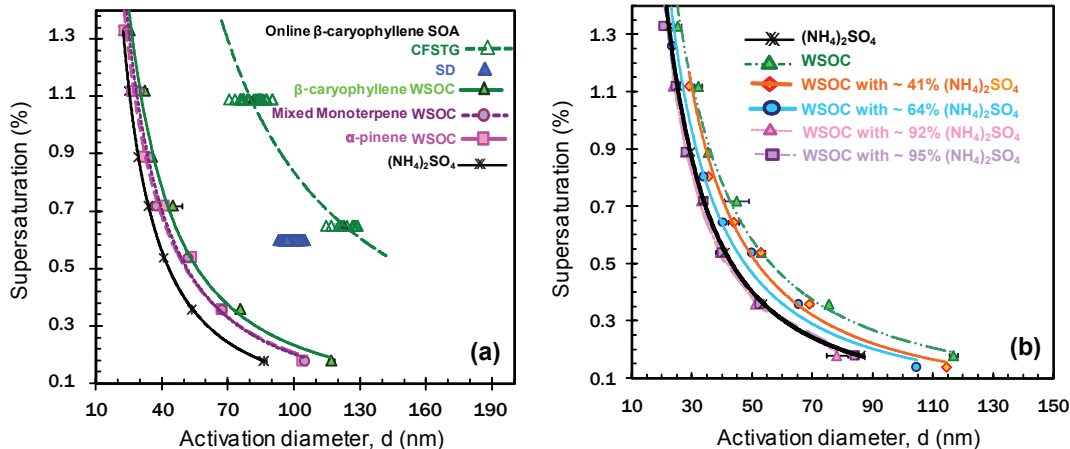 1.3
1.1
0.9
0.7
0.5
0.3
0.1
Supersaturation (%)
Online β-caryophyllene SOA
CFSTG
SD
β-caryophyllene WSOC
Mixed Monoterpene WSOC
α-pinene WSOC
(NH₄)₂SO₄
(a)
10 40 70 100 130 160 190
Activation diameter, d (nm)
1.3
1.1
0.9
0.7
0.5
0.3
0.1
Supersaturation (%)
(NH₄)₂SO₄
WSOC
WSOC with ~ 41% (NH₄)₂SO₄
WSOC with ~ 64% (NH₄)₂SO₄
WSOC with ~ 92% (NH₄)₂SO₄
WSOC with ~ 95% (NH₄)₂SO₄
(b)
10 30 50 70 90 110 130 150
Activation diameter, d (nm)